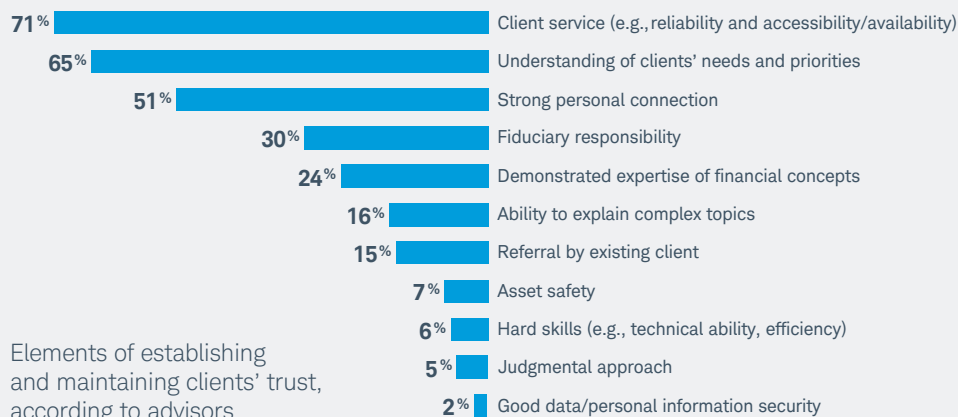 71% Client service (e.g., reliability and accessibility/availability)
65% Understanding of clients' needs and priorities
51% Strong personal connection
30% Fiduciary responsibility
24% Demonstrated expertise of financial concepts
16% Ability to explain complex topics
15% Referral by existing client
7% Asset safety
6% Hard skills (e.g., technical ability, efficiency)
5% Judgmental approach
2% Good data/personal information security
Elements of establishing
and maintaining clients' trust,
according to advisors